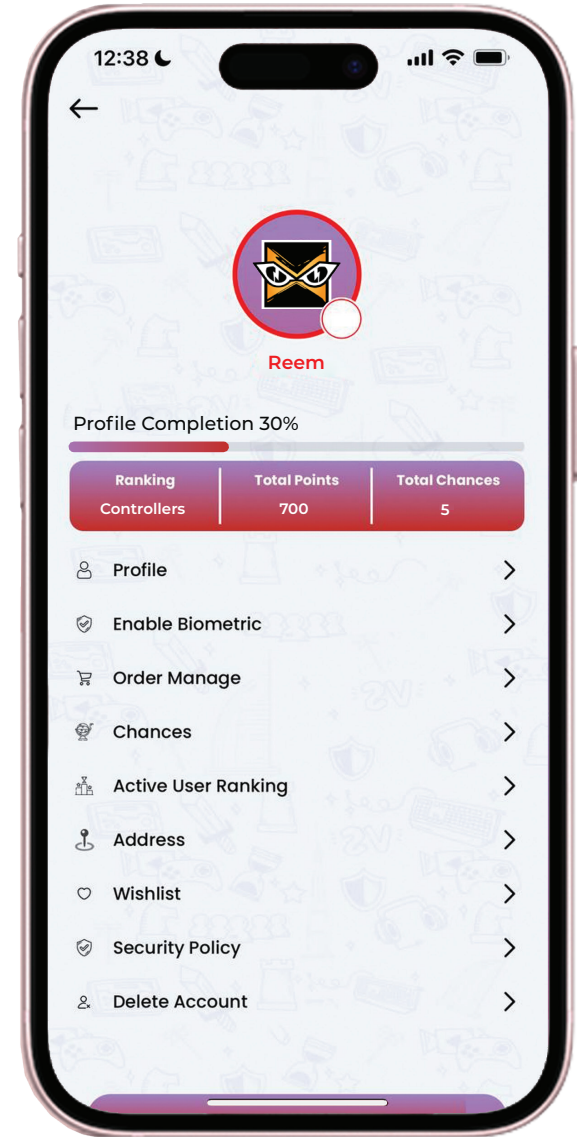 12:38
Reem
Profile Completion 30%
Ranking Total Points Total Chances
Controllers 700 5
Profile
Enable Biometric
Order Manage
Chances
Active User Ranking
Address
Wishlist
Security Policy
Delete Account